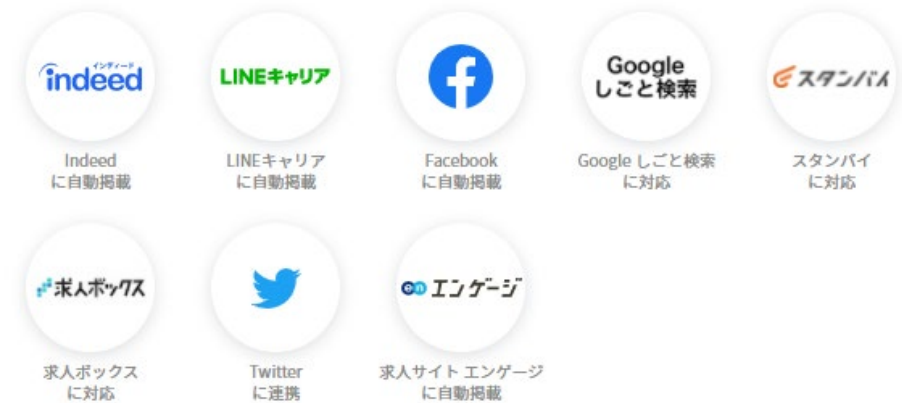 インディード
indeed
LINEキャリア
Google
しごと検索
スタンバイ
Indeed
に自動掲載
LINEキャリア
に自動掲載
Facebook
に自動掲載
Google しごと検索
に対応
スタンバイ
に対応
求人ボックス
en エンゲージ
求人ボックス
に対応
Twitter
に連携
求人サイト エンゲージ
に自動掲載